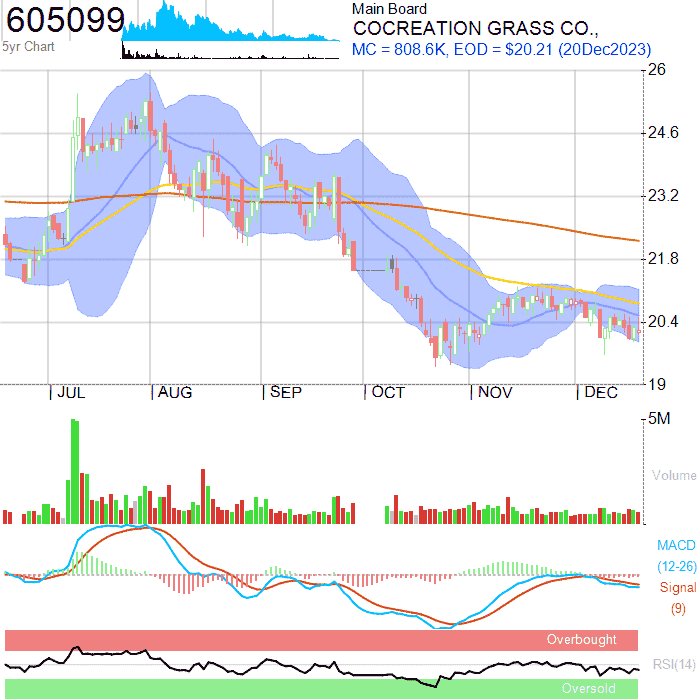 605099
5yr Chart
Main Board
COCREATION GRASS CO.,
MC = 808.6K, EOD = $20.21 (20Dec2023)
26
24.6
23.2
21.8
20.4
19
JUL AUG SEP OCT NOV DEC
5M
Volume
MACD
(12-26)
Signal
(9)
Overbought
RSI(14)
Oversold